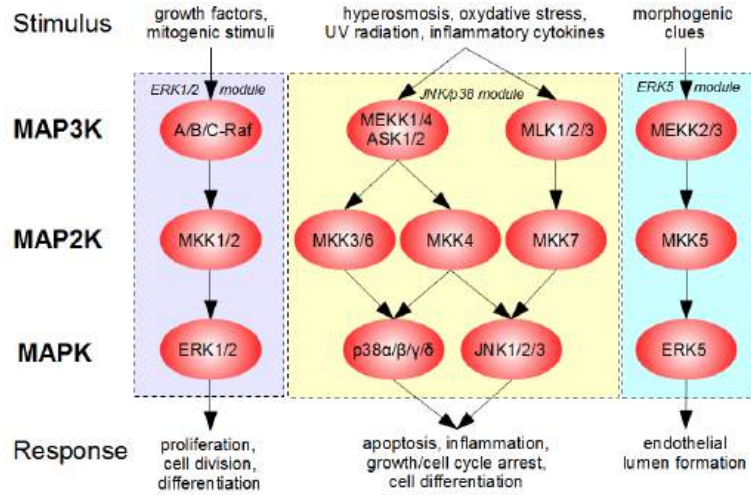 Stimulus
growth factors,
mitogenic stimuli
hyperosmosis, oxydative stress,
UV radiation, inflammatory cytokines
morphogenic
clues
ERK1/2 module
JNK/p38 module
ERK5 module
MAP3K
A/B/C-Raf
MEKK1/4
ASK1/2
MLK1/2/3
MEKK2/3
MAP2K
MKK1/2
MKK3/6
MKK4
MKK7
MKK5
MAPK
ERK1/2
p38α/β/γ/δ
JNK1/2/3
ERK5
Response
proliferation,
cell division,
differentiation
apoptosis, inflammation,
growth/cell cycle arrest,
cell differentiation
endothelial
lumen formation